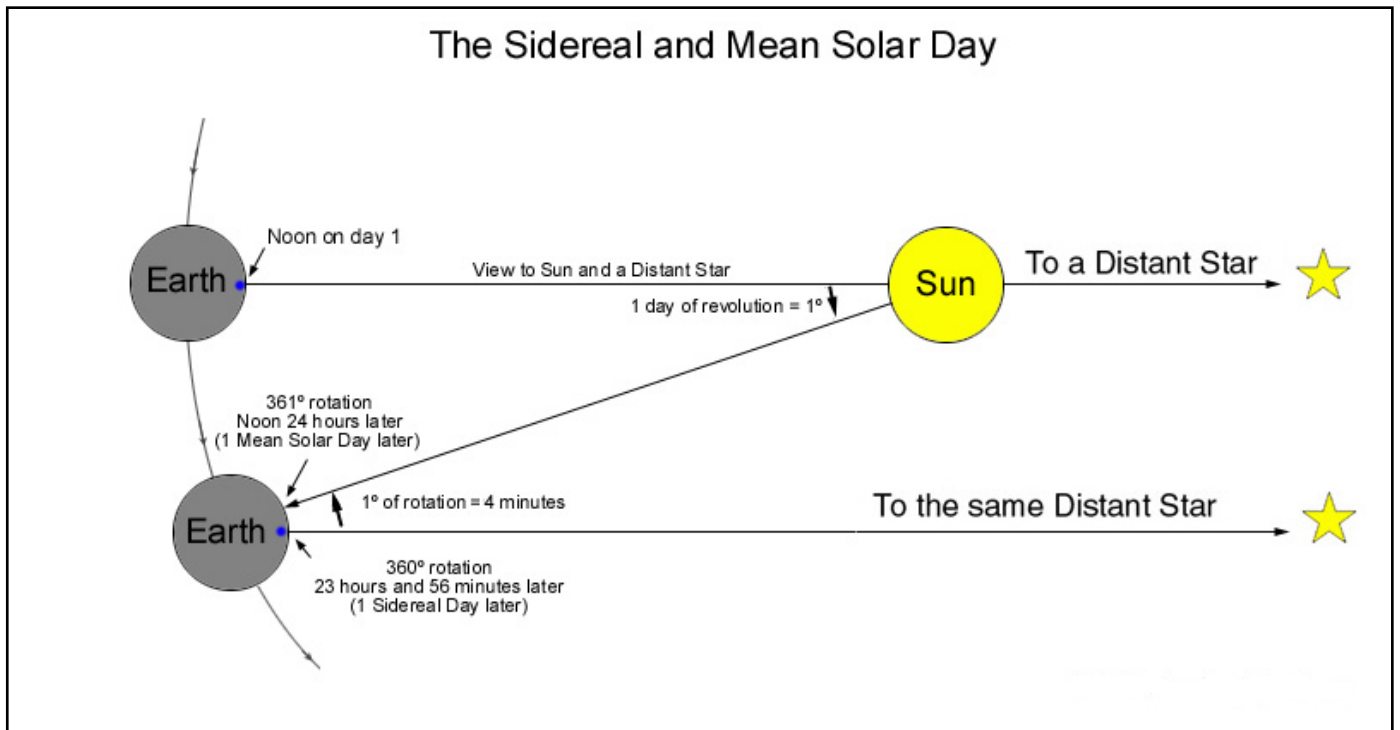 The Sidereal and Mean Solar Day
Noon on day 1
Earth
View to Sun and a Distant Star
Sun
To a Distant Star
1 day of revolution = 1º
361º rotation
Noon 24 hours later
(1 Mean Solar Day later)
1º of rotation = 4 minutes
To the same Distant Star
Earth
360º rotation
23 hours and 56 minutes later
(1 Sidereal Day later)